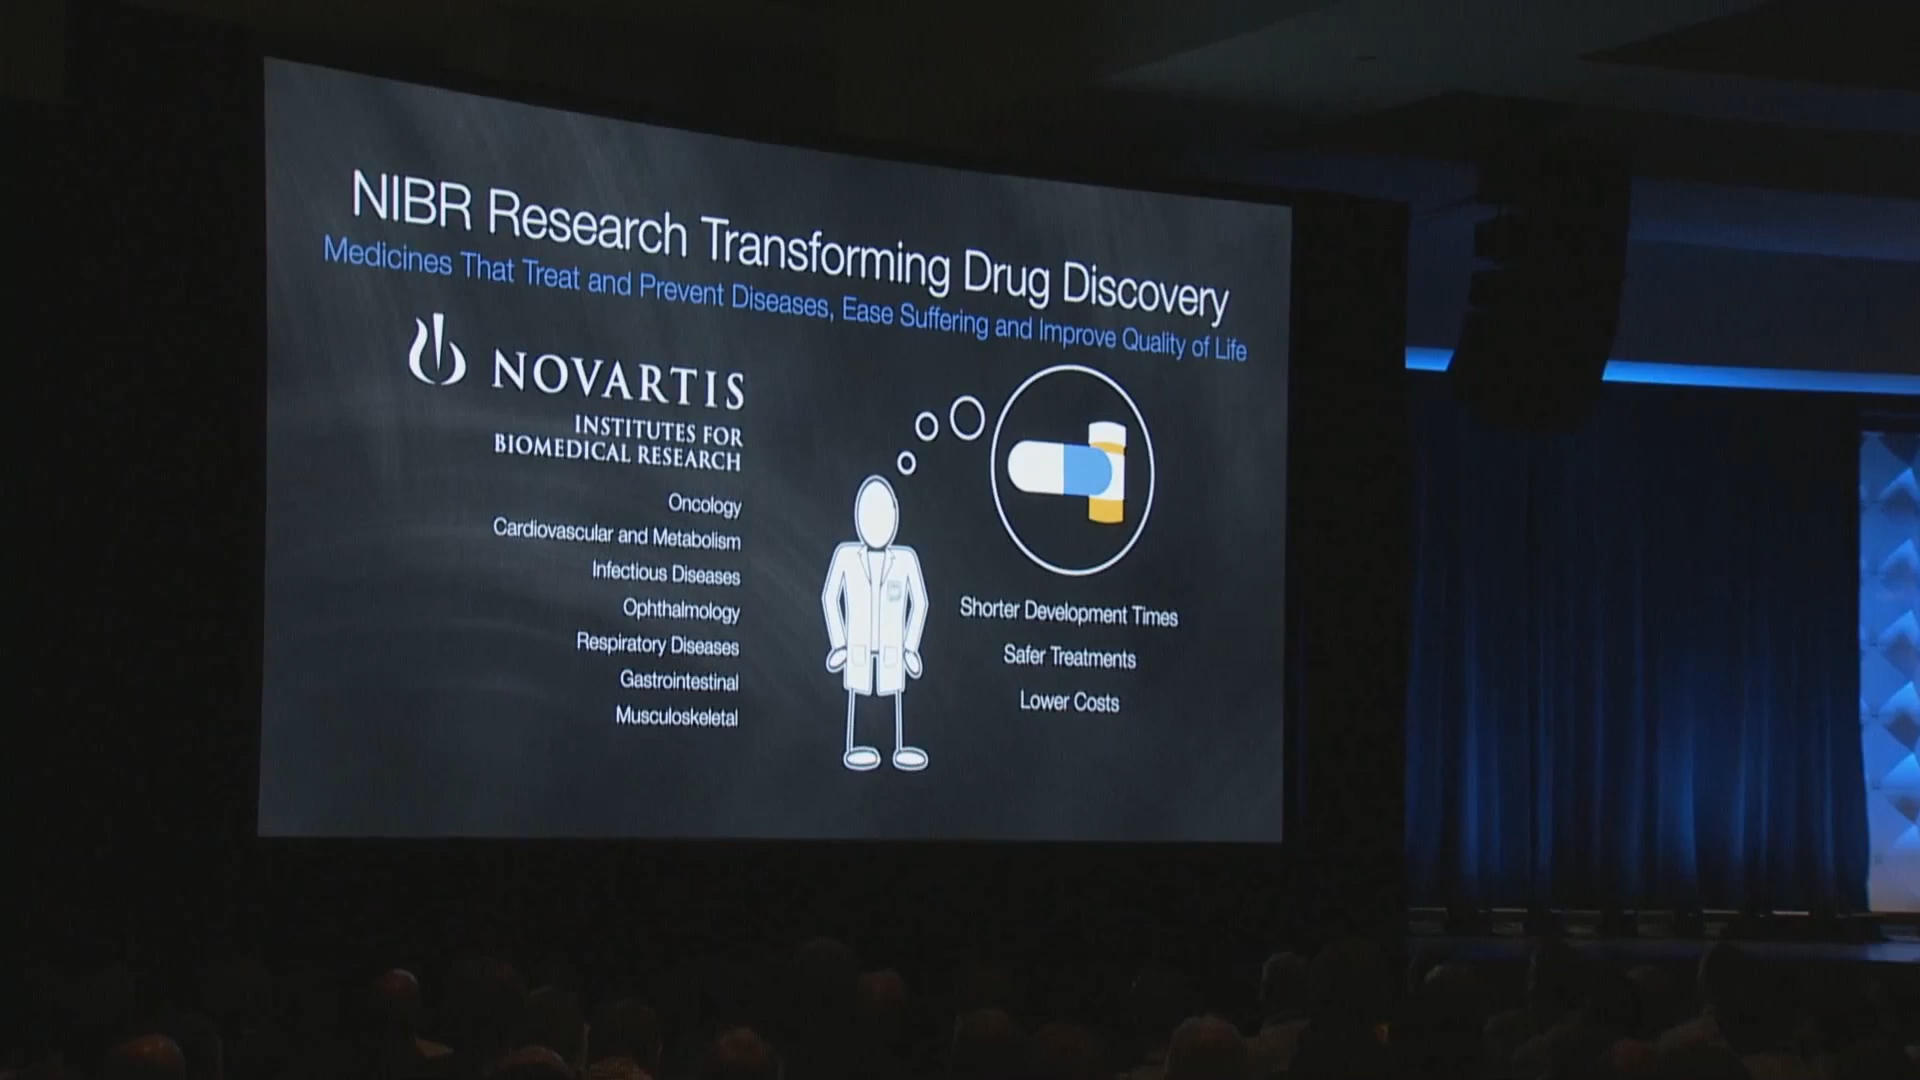 NIBR Research Transforming Drug Discovery
Medicines That Treat and Prevent Diseases, Ease Suffering and Improve Quality of Life
NOVARTIS
INSTITUTES FOR
BIOMEDICAL RESEARCH
Oncology
Cardiovascular and Metabolism
Infectious Diseases
Ophthalmology
Respiratory Diseases
Gastrointestinal
Musculoskeletal
Shorter Development Times
Safer Treatments
Lower Costs